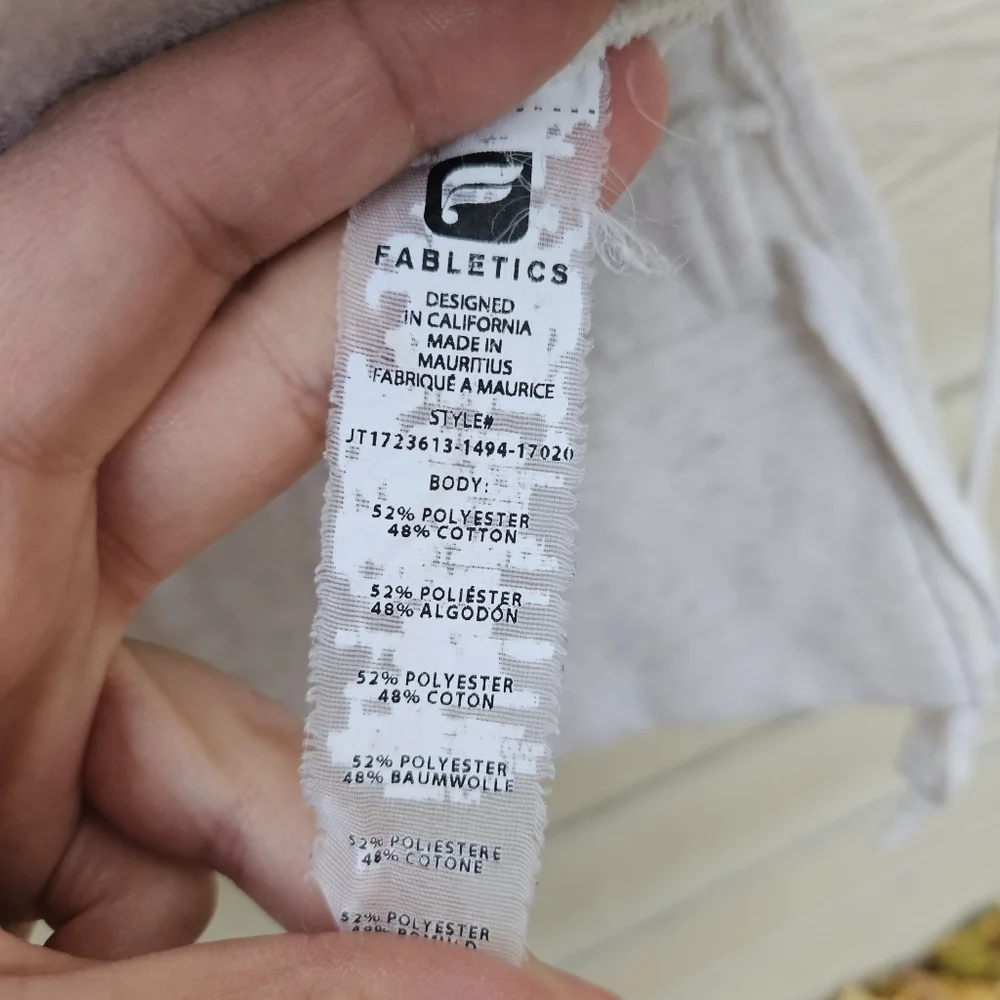 FABLETICS
DESIGNED
IN CALIFORNIA
MADE IN
MAURITIUS
FABRIQUÉ A MAURICE
STYLE#
JT1723613-1494-17020
BODY:
52% POLYESTER
48% COTTON
52% POLIÉSTER
48% ALGODÓN
52% POLYESTER
48% COTON
52% POLYESTER
48% BAUMWOLLE
52% POLIESTERE
48% COTONE
52% POLYESTER